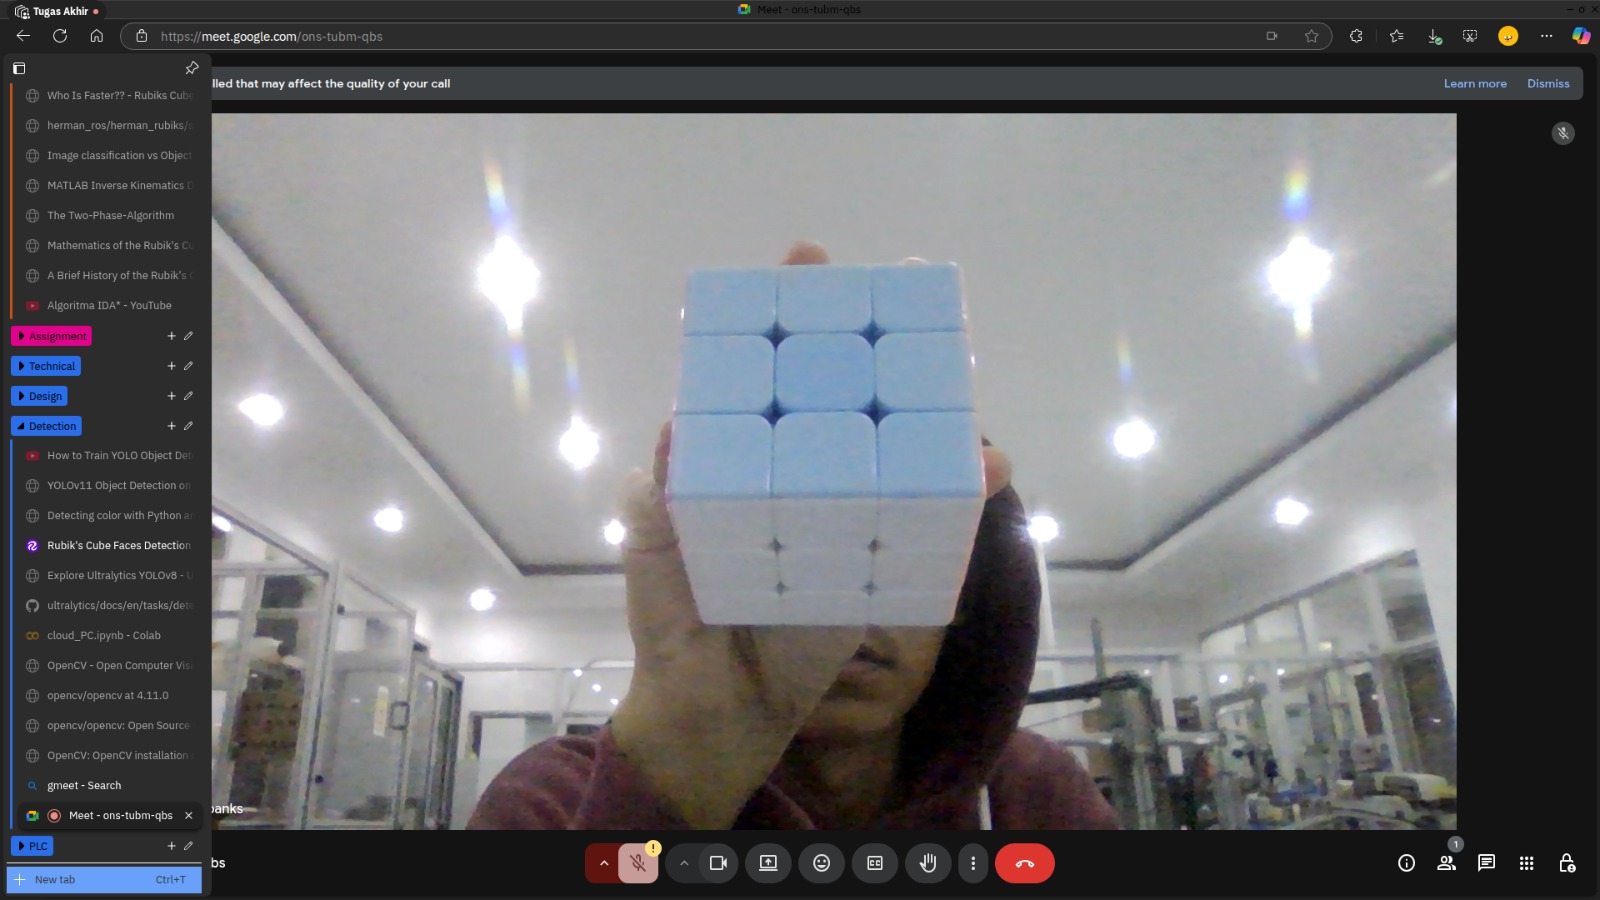 Tugas Akhir
Meet - ons-tubm-qbs
https://meet.google.com/ons-tubm-qbs
lled that may affect the quality of your call
Learn more
Dismiss
Who Is Faster?? - Rubiks Cube
herman_ros/herman_rubiks/s
Image classification vs Object
MATLAB Inverse Kinematics D
The Two-Phase-Algorithm
Mathematics of the Rubik's Cu
A Brief History of the Rubik's C
Algoritma IDA* - YouTube
Assignment
Technical
Design
Detection
How to Train YOLO Object Det
YOLOv11 Object Detection on
Detecting color with Python a
Rubik's Cube Faces Detection
Explore Ultralytics YOLOv8 - U
ultralytics/docs/en/tasks/dete
cloud_PC.ipynb - Colab
OpenCV - Open Computer Vis
opencv/opencv at 4.11.0
opencv/opencv: Open Source
OpenCV: OpenCV installation
gmeet - Search
Meet - ons-tubm-qbs
PLC
New tab
Ctrl+T
banks
bs
CC
1